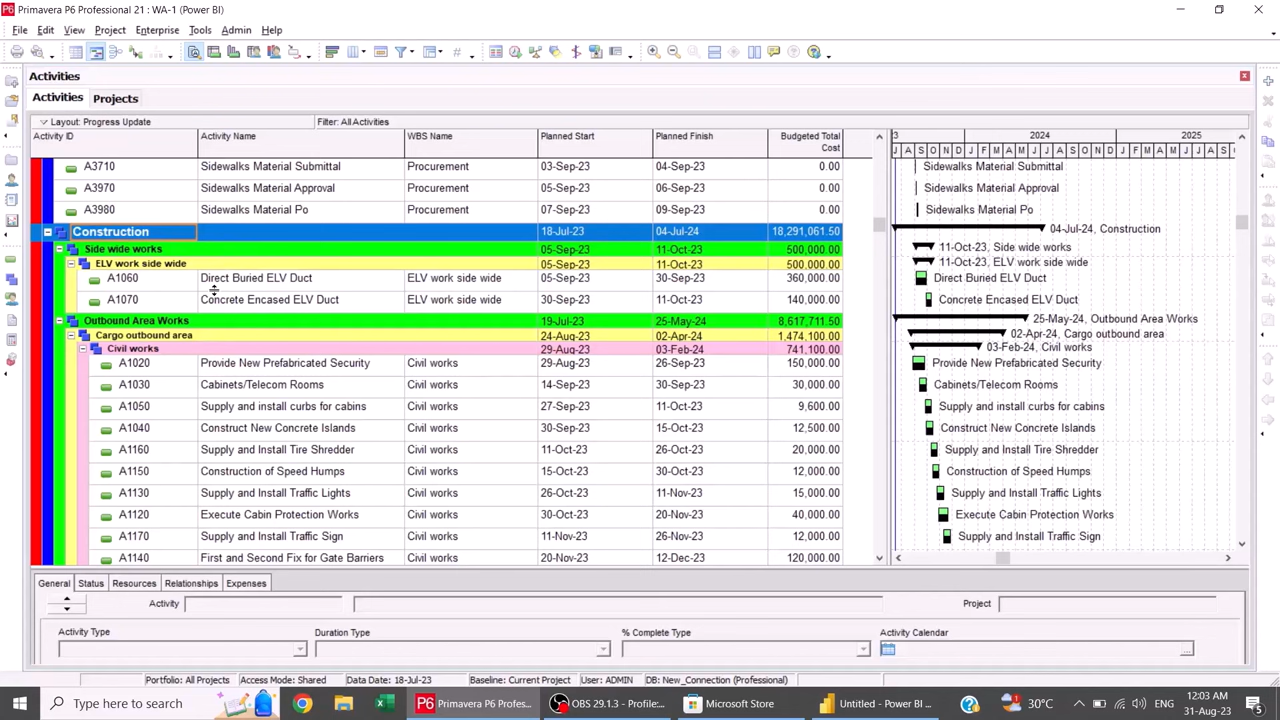 P6 Primavera P6 Professional 21 : WA-1 (Power BI)
File Edit View Project Enterprise Tools Admin Help
Activities
Activities Projects
Layout: Progress Update Filter: All Activities
Activity ID Activity Name WBS Name Planned Start Planned Finish Budgeted Total Cost
3 2024 2025
J A S O N D J F M A M J J A S O N D J F M A M J J A S
A3710 Sidewalks Material Submittal Procurement 03-Sep-23 04-Sep-23 0.00 Sidewalks Material Submittal
A3970 Sidewalks Material Approval Procurement 05-Sep-23 06-Sep-23 0.00 Sidewalks Material Approval
A3980 Sidewalks Material Po Procurement 07-Sep-23 09-Sep-23 0.00 Sidewalks Material Po
Construction 18-Jul-23 04-Jul-24 18,291,061.50 04-Jul-24, Construction
Side wide works 05-Sep-23 11-Oct-23 500,000.00 11-Oct-23, Side wide works
ELV work side wide 05-Sep-23 11-Oct-23 500,000.00 11-Oct-23, ELV work side wide
A1060 Direct Buried ELV Duct ELV work side wide 05-Sep-23 30-Sep-23 360,000.00 Direct Buried ELV Duct
A1070 Concrete Encased ELV Duct ELV work side wide 30-Sep-23 11-Oct-23 140,000.00 Concrete Encased ELV Duct
Outbound Area Works 19-Jul-23 25-May-24 8,617,711.50 25-May-24, Outbound Area Works
Cargo outbound area 24-Aug-23 02-Apr-24 1,474,100.00 02-Apr-24, Cargo outbound area
Civil works 29-Aug-23 03-Feb-24 741,100.00 03-Feb-24, Civil works
A1020 Provide New Prefabricated Security Civil works 29-Aug-23 26-Sep-23 150,000.00 Provide New Prefabricated Security
A1030 Cabinets/Telecom Rooms Civil works 14-Sep-23 30-Sep-23 30,000.00 Cabinets/Telecom Rooms
A1050 Supply and install curbs for cabins Civil works 27-Sep-23 11-Oct-23 9,600.00 Supply and install curbs for cabins
A1040 Construct New Concrete Islands Civil works 30-Sep-23 15-Oct-23 12,500.00 Construct New Concrete Islands
A1160 Supply and Install Tire Shredder Civil works 11-Oct-23 26-Oct-23 20,000.00 Supply and Install Tire Shredder
A1150 Construction of Speed Humps Civil works 15-Oct-23 30-Oct-23 12,000.00 Construction of Speed Humps
A1130 Supply and Install Traffic Lights Civil works 26-Oct-23 11-Nov-23 15,000.00 Supply and Install Traffic Lights
A1120 Execute Cabin Protection Works Civil works 30-Oct-23 20-Nov-23 40,000.00 Execute Cabin Protection Works
A1170 Supply and Install Traffic Sign Civil works 11-Nov-23 26-Nov-23 12,000.00 Supply and Install Traffic Sign
A1140 First and Second Fix for Gate Barriers Civil works 20-Nov-23 12-Dec-23 120,000.00
General Status Resources Relationships Expenses
Activity Project
Activity Type Duration Type % Complete Type Activity Calendar
Portfolio: All Projects Access Mode: Shared Data Date: 18-Jul-23 Baseline: Current Project User: ADMIN DB: New_Connection (Professional)
Type here to search P6 Primavera P6 Profes... OBS 29.1.3 - Profile:... Microsoft Store Untitled - Power BI ... 30°C 12:03 AM
31-Aug-23 5